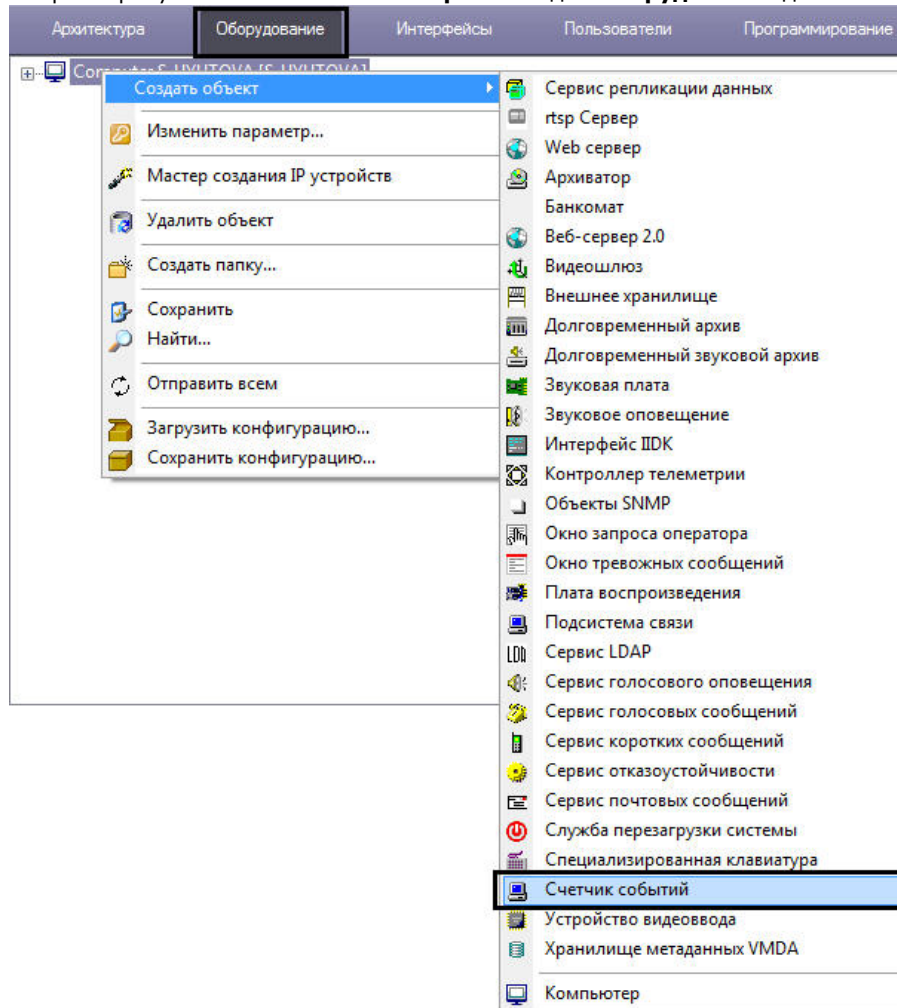 Архитектура Оборудование Интерфейсы Пользователи Программирование
Создать объект
Изменить параметр...
Мастер создания IP устройств
Удалить объект
Создать папку...
Сохранить
Найти...
Отправить всем
Загрузить конфигурацию...
Сохранить конфигурацию...
Сервис репликации данных
rtsp Сервер
Web сервер
Архиватор
Банкомат
Веб-сервер 2.0
Видеошлюз
Внешнее хранилище
Долговременный архив
Долговременный звуковой архив
Звуковая плата
Звуковое оповещение
Интерфейс IIDK
Контроллер телеметрии
Объекты SNMP
Окно запроса оператора
Окно тревожных сообщений
Плата воспроизведения
Подсистема связи
Сервис LDAP
Сервис голосового оповещения
Сервис голосовых сообщений
Сервис коротких сообщений
Сервис отказоустойчивости
Сервис почтовых сообщений
Служба перезагрузки системы
Специализированная клавиатура
Счетчик событий
Устройство видеоввода
Хранилище метаданных VMDA
Компьютер